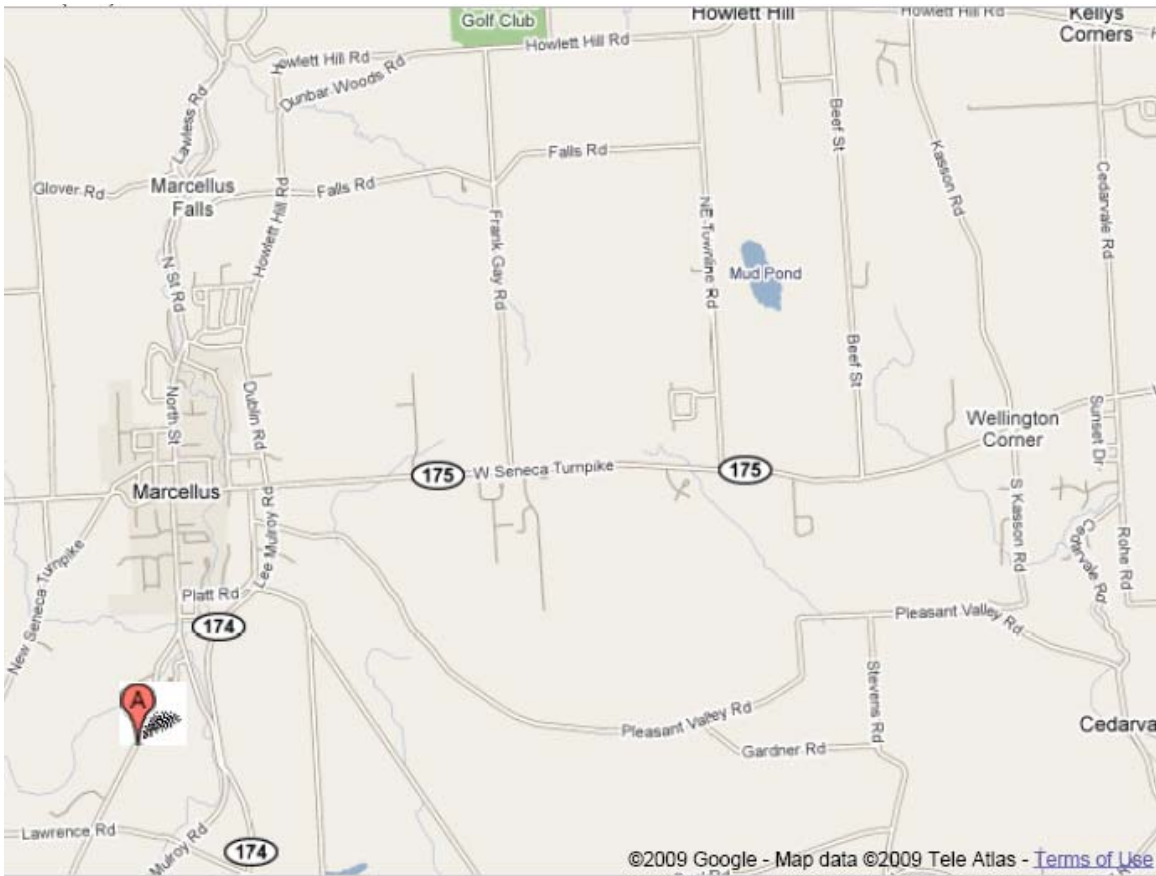 Golf Club
Howlett Hill
Howlett Hill Rd
Kellys
Corners
Howlett Hill Rd
Howlett Hill Rd
Dunbar Woods Rd
Lawless Rd
Beef St
Kasson Rd
Falls Rd
Cedarvale Rd
Glover Rd
Marcellus
Falls
Falls Rd
Howlett Hill Rd
NE Townline Rd
Frank Gay Rd
N St Rd
Mud Pond
Beef St
North St
Dublin Rd
Wellington
Corner
Sunset Dr
175
W Seneca Turnpike
175
Marcellus
Lee Mulroy Rd
S Kasson Rd
New Seneca Turnpike
Cedarvale Rd
Rohe Rd
Platt Rd
174
Pleasant Valley Rd
Stevens Rd
A
Pleasant Valley Rd
Cedarva
Gardner Rd
Lawrence Rd
Mulroy Rd
174
©2009 Google - Map data ©2009 Tele Atlas - Terms of Use